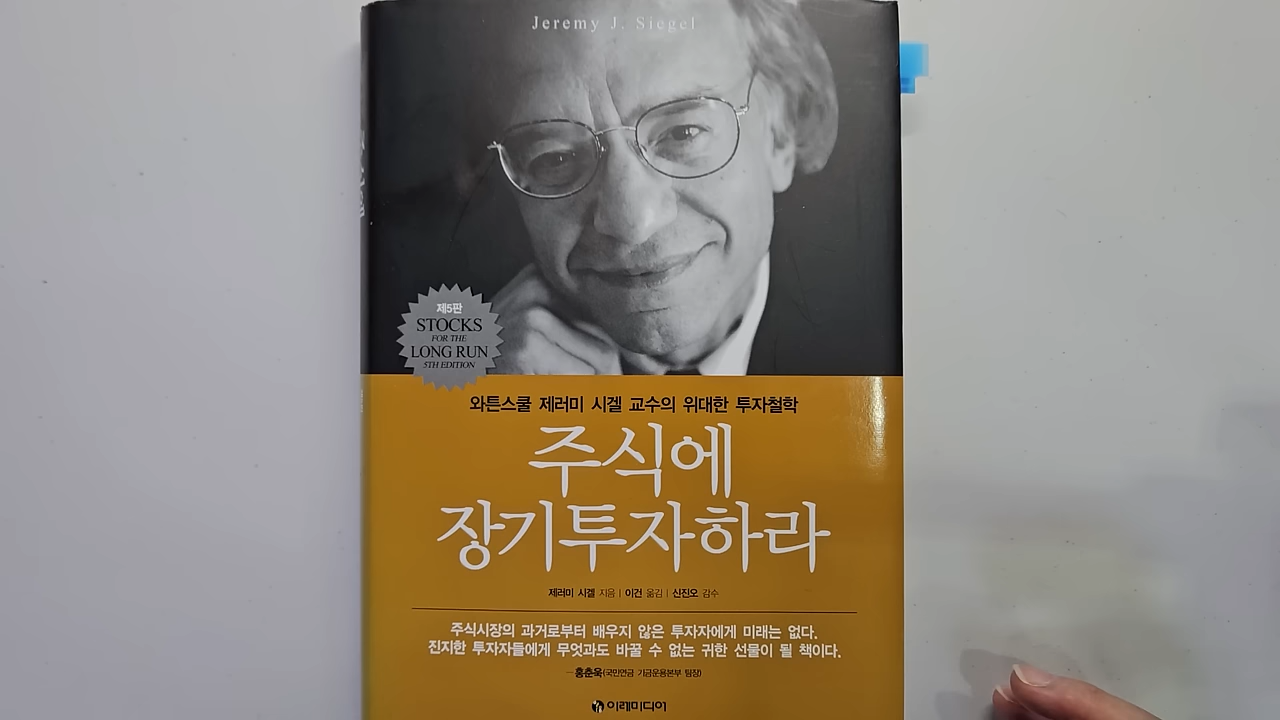 Jeremy J. Siegel
제5판
STOCKS
FOR THE
LONG RUN
5TH EDITION
와튼스쿨 제러미 시겔 교수의 위대한 투자철학
주식에
장기투자하라
제러미 시겔 지음 | 이건 옮김 | 신진오 감수
주식시장의 과거로부터 배우지 않은 투자자에게 미래는 없다.
진지한 투자자들에게 무엇과도 바꿀 수 없는 귀한 선물이 될 책이다.
─홍춘욱(국민연금 기금운용본부 팀장)
이레미디어